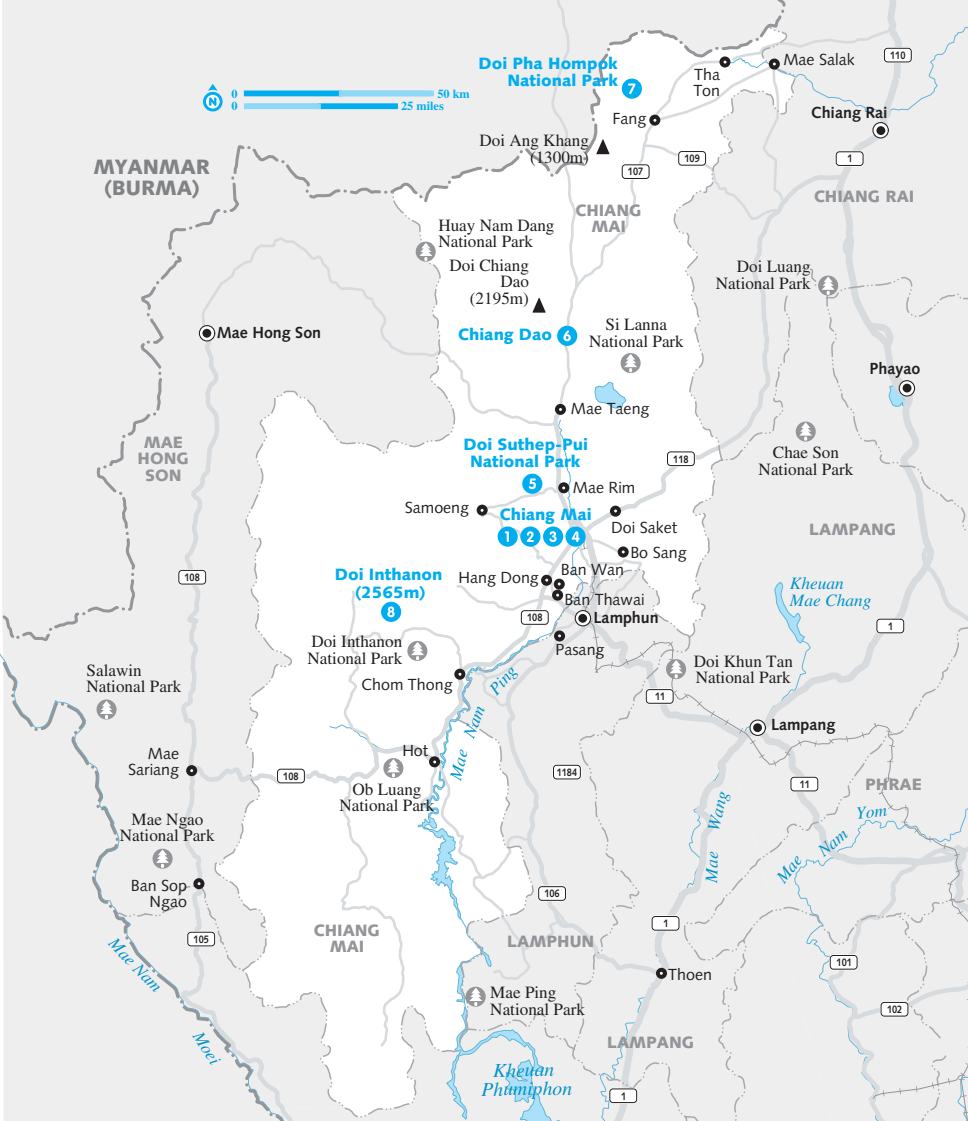 Doi Pha Hompok
National Park
7
Tha
Ton
Mae Salak
110
0
50 km
0
25 miles
N
Fang
Chiang Rai
Doi Ang Khang
(1300m)
109
1
107
MYANMAR
(BURMA)
CHIANG
MAI
CHIANG RAI
Huay Nam Dang
National Park
Doi Chiang
Dao
(2195m)
Doi Luang
National Park
Mae Hong Son
Chiang Dao
6
Si Lanna
National Park
Phayao
Mae Taeng
MAE
HONG
SON
Doi Suthep-Pui
National Park
5
118
Chae Son
National Park
Mae Rim
Samoeng
Chiang Mai
1
2
3
4
Doi Saket
LAMPANG
Bo Sang
108
Doi Inthanon
(2565m)
8
Hang Dong
Ban Wan
Ban Thawai
Kheuan
Mae Chang
108
Lamphun
1
Doi Inthanon
National Park
Pasang
Salawin
National Park
Doi Khun Tan
National Park
Chom Thong
Mae Nam Ping
11
Lampang
Mae
Sariang
Hot
108
1184
11
PHRAE
Ob Luang
National Park
Mae Ngao
National Park
Mae Wang
Mae Nam Yom
Ban Sop
Ngao
106
CHIANG
MAI
105
LAMPHUN
1
Mae Nam Moei
101
Thoen
Mae Ping
National Park
102
LAMPANG
Kheuan
Phumiphon
1